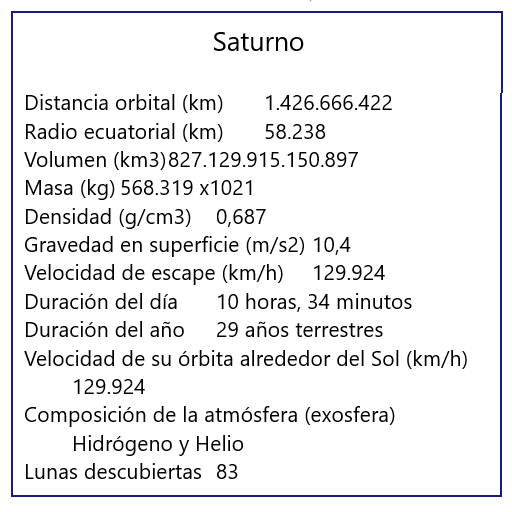 Saturno
Distancia orbital (km) 1.426.666.422
Radio ecuatorial (km) 58.238
Volumen (km3)827.129.915.150.897
Masa (kg) 568.319 x1021
Densidad (g/cm3) 0,687
Gravedad en superficie (m/s2) 10,4
Velocidad de escape (km/h) 129.924
Duración del día 10 horas, 34 minutos
Duración del año 29 años terrestres
Velocidad de su órbita alrededor del Sol (km/h)
129.924
Composición de la atmósfera (exosfera)
Hidrógeno y Helio
Lunas descubiertas 83